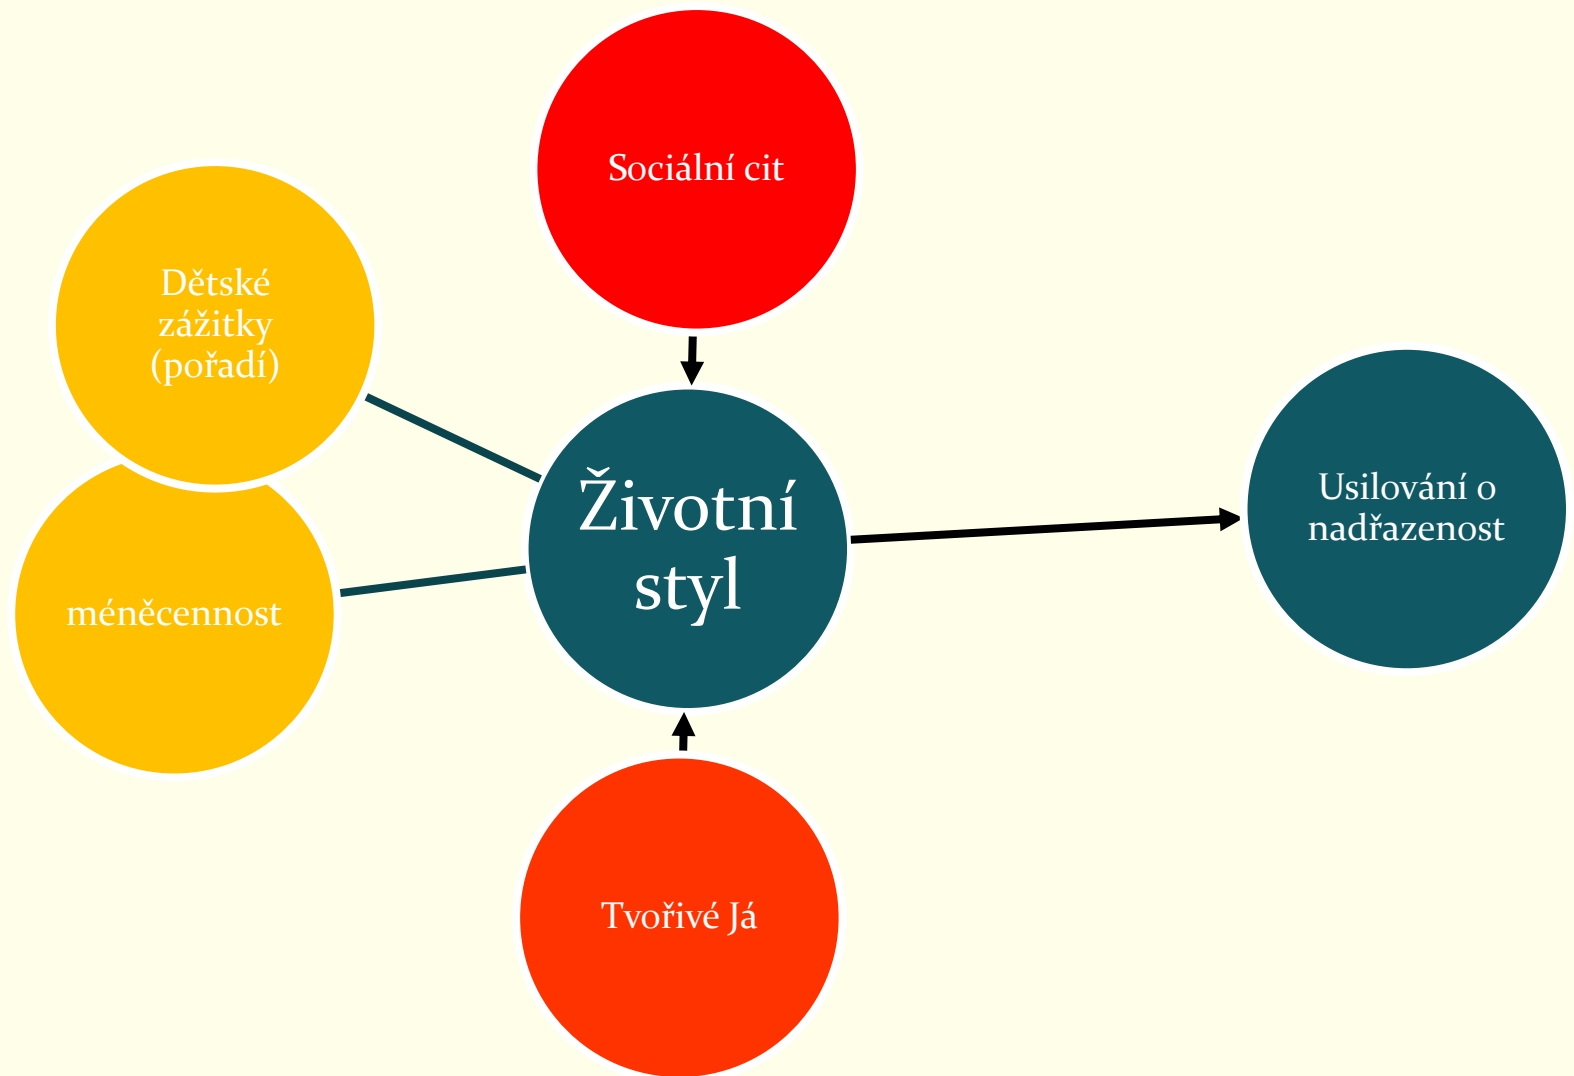 Sociální cit
Dětské
zážitky
(pořadí)
méněcennost
Životní
styl
Usilování o
nadřazenost
Tvořivé Já